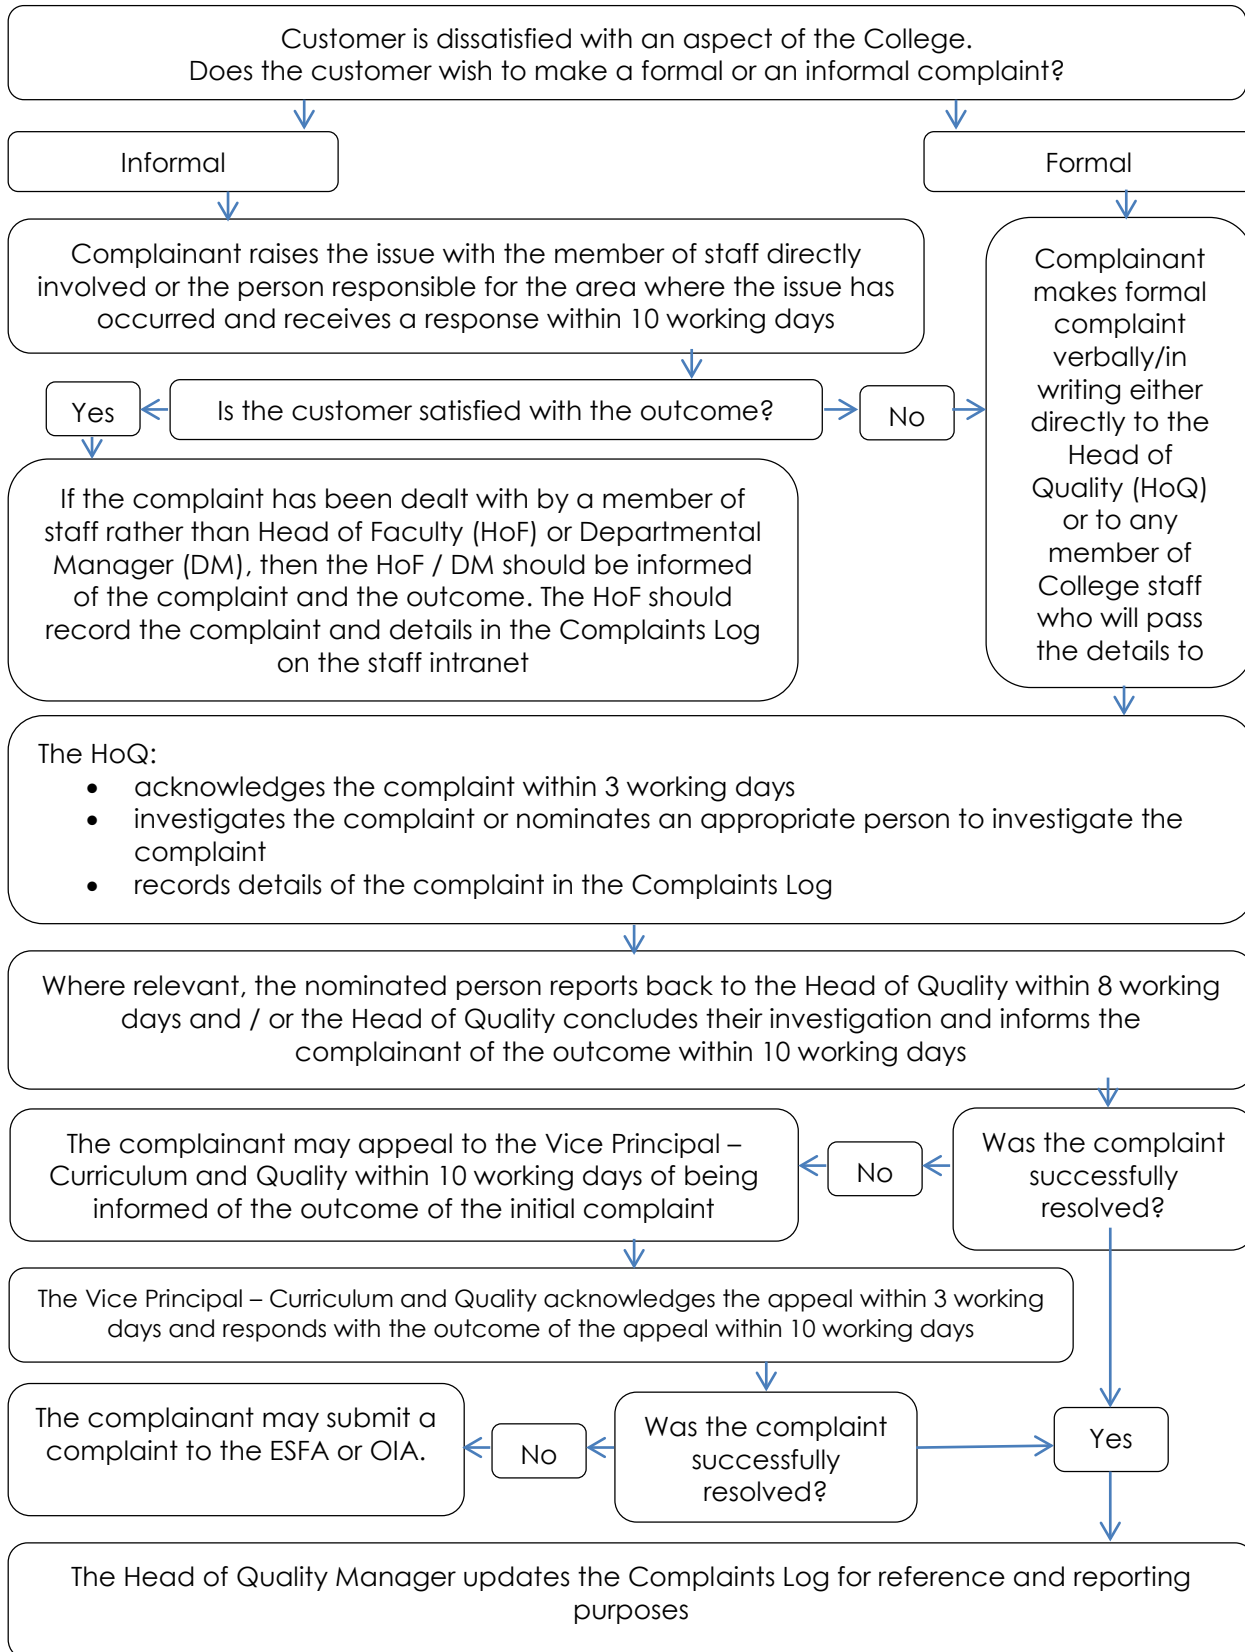 Customer is dissatisfied with an aspect of the College.
Does the customer wish to make a formal or an informal complaint?
Informal
Formal
Complainant raises the issue with the member of staff directly
involved or the person responsible for the area where the issue has
occurred and receives a response within 10 working days
Complainant
makes formal
complaint
verbally/in
writing either
directly to the
Head of
Quality (HoQ)
or to any
member of
College staff
who will pass
the details to
Yes
Is the customer satisfied with the outcome?
No
If the complaint has been dealt with by a member of
staff rather than Head of Faculty (HoF) or Departmental
Manager (DM), then the HoF / DM should be informed
of the complaint and the outcome. The HoF should
record the complaint and details in the Complaints Log
on the staff intranet
The HoQ:
• acknowledges the complaint within 3 working days
• investigates the complaint or nominates an appropriate person to investigate the
complaint
• records details of the complaint in the Complaints Log
Where relevant, the nominated person reports back to the Head of Quality within 8 working
days and / or the Head of Quality concludes their investigation and informs the
complainant of the outcome within 10 working days
The complainant may appeal to the Vice Principal –
Curriculum and Quality within 10 working days of being
informed of the outcome of the initial complaint
No
Was the complaint
successfully
resolved?
The Vice Principal – Curriculum and Quality acknowledges the appeal within 3 working
days and responds with the outcome of the appeal within 10 working days
The complainant may submit a
complaint to the ESFA or OIA.
No
Was the complaint
successfully
resolved?
Yes
The Head of Quality Manager updates the Complaints Log for reference and reporting
purposes